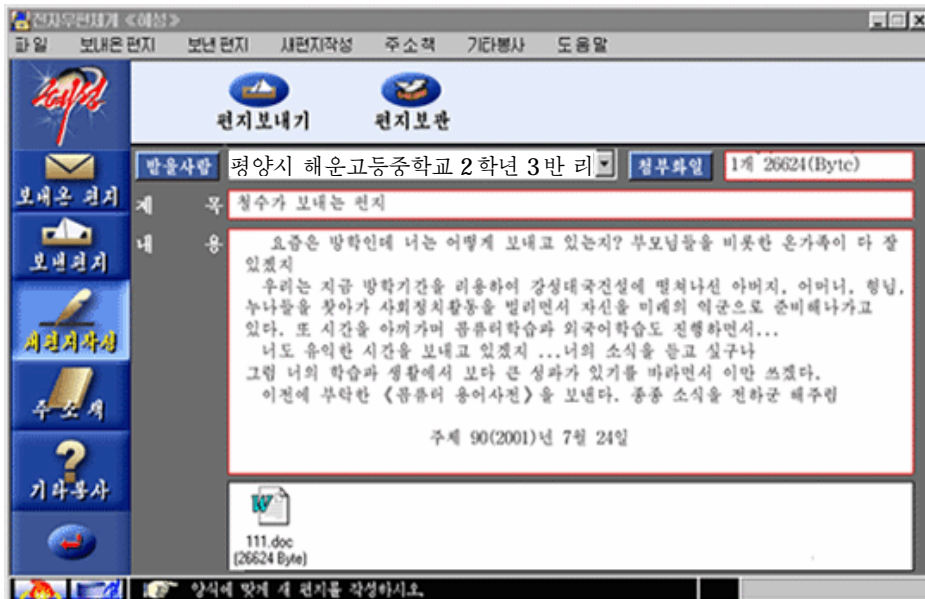 전자우편체계 《혜성》
파일 보내온편지 보낸편지 새편지작성 주소책 기타봉사 도움말
혜성
편지보내기 편지보관
받을사람 평양시 해운고등중학교 2학년 3반 리 첨부화일 1개 26624(Byte)
제 목 철수가 보내는 편지
내 용
요즘은 방학인데 너는 어떻게 보내고 있는지? 부모님들을 비롯한 온가족이 다 잘
있겠지
우리는 지금 방학기간을 리용하여 강성대국건설에 떨쳐나선 아버지, 어머니, 형님,
누나들을 찾아가 사회정치활동을 벌리면서 자신을 미래의 역군으로 준비해나가고
있다. 또 시간을 아껴가며 콤퓨터학습과 외국어학습도 진행하면서...
너도 유익한 시간을 보내고 있겠지 ...너의 소식을 듣고 싶구나
그럼 너의 학습과 생활에서 보다 큰 성과가 있기를 바라면서 이만 쓰겠다.
이전에 부탁한 《콤퓨터 용어사전》을 보낸다. 종종 소식을 전하군 해주렴
주체 90(2001)년 7월 24일
보내온 편지
보낸편지
새편지작성
주소책
기타봉사
111.doc
(26624 Byte)
양식에 맞게 새 편지를 작성하시오.